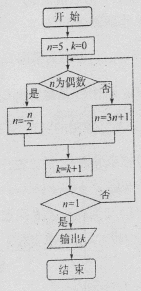 开 始
n=5，k=0
n为偶数
是
否
n=n/2
n=3n+1
k=k+1
n=1
否
是
输出k
结 束